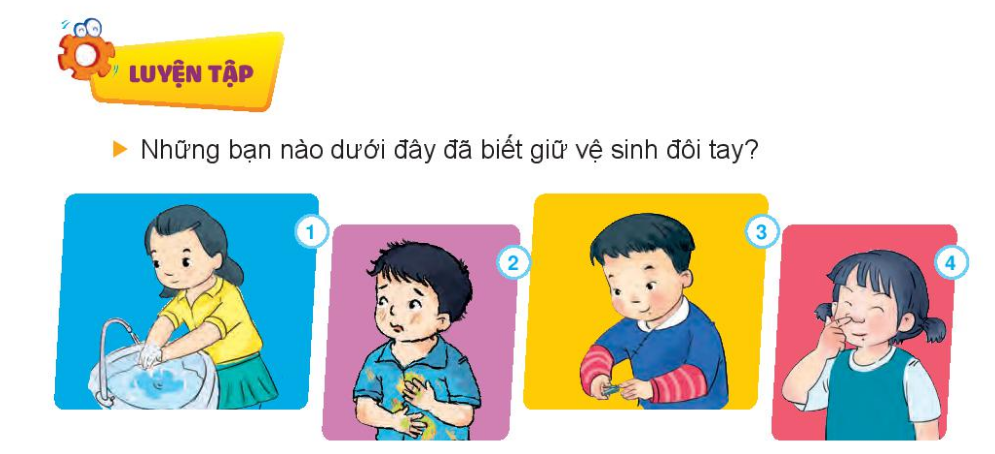 LUYỆN TẬP
Những bạn nào dưới đây đã biết giữ vệ sinh đôi tay?
1
2
3
4